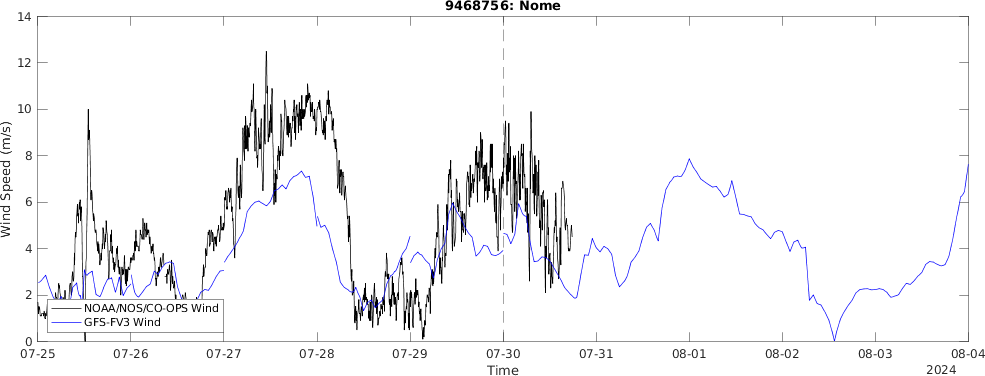 9468756: Nome
14
12
10
8
6
4
2
0
Wind Speed (m/s)
NOAA/NOS/CO-OPS Wind
GFS-FV3 Wind
07-25 07-26 07-27 07-28 07-29 07-30 07-31 08-01 08-02 08-03 08-04
Time
2024